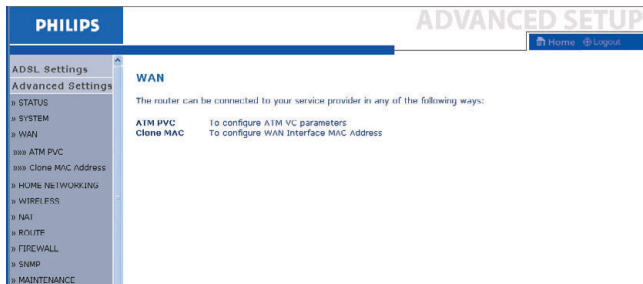 PHILIPS
ADVANCED SETUP
Home Logout
ADSL Settings
Advanced Settings
» STATUS
» SYSTEM
» WAN
»»» ATM PVC
»»» Clone MAC Address
» HOME NETWORKING
» WIRELESS
» NAT
» ROUTE
» FIREWALL
» SNMP
» MAINTENANCE
WAN
The router can be connected to your service provider in any of the following ways:
ATM PVC To configure ATM VC parameters
Clone MAC To configure WAN Interface MAC Address